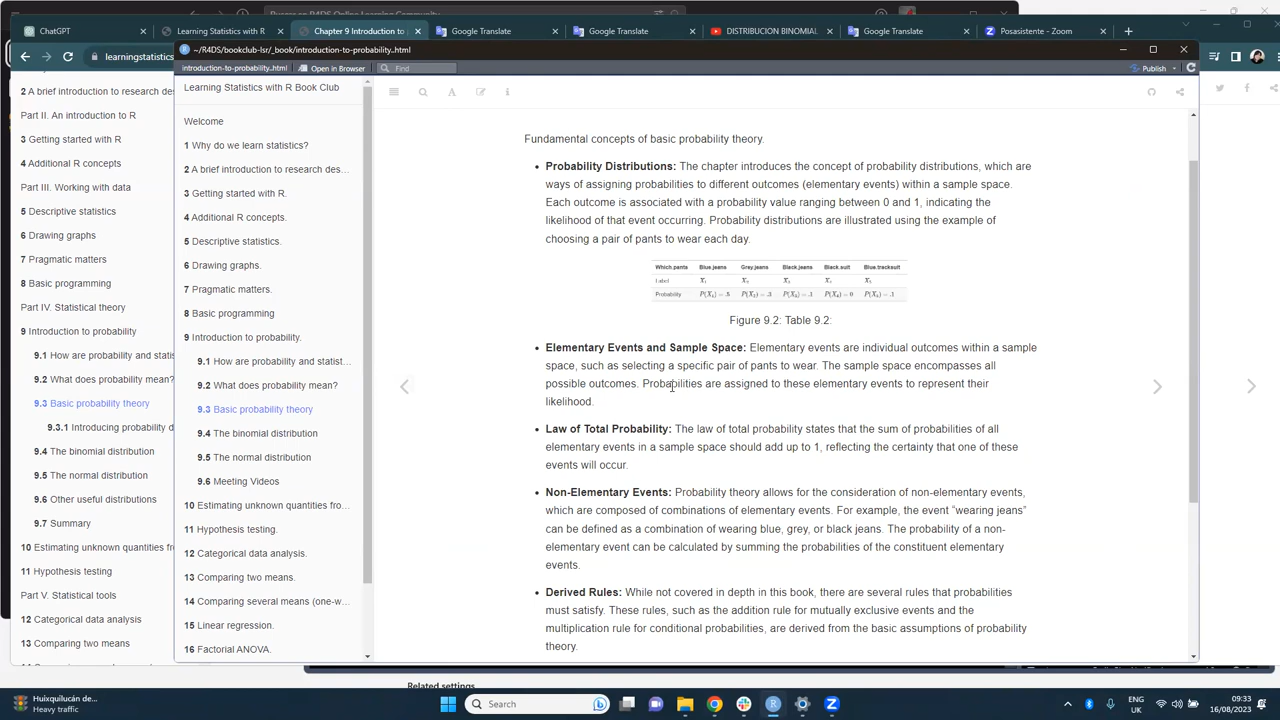 ChatGPT
Learning Statistics with R
Chapter 9 Introduction to
Google Translate
Google Translate
DISTRIBUCION BINOMIAL
Google Translate
Posasistente - Zoom
learningstatistics
~/R4DS/bookclub-lsr/_book/introduction-to-probability..html
introduction-to-probability..html
Open in Browser
Find
Publish
2 A brief introduction to research des
Part II. An introduction to R
3 Getting started with R
4 Additional R concepts
Part III. Working with data
5 Descriptive statistics
6 Drawing graphs
7 Pragmatic matters
8 Basic programming
Part IV. Statistical theory
9 Introduction to probability
9.1 How are probability and statis
9.2 What does probability mean?
9.3 Basic probability theory
9.3.1 Introducing probability d
9.4 The binomial distribution
9.5 The normal distribution
9.6 Other useful distributions
9.7 Summary
10 Estimating unknown quantities fr
11 Hypothesis testing
Part V. Statistical tools
12 Categorical data analysis
13 Comparing two means
Learning Statistics with R Book Club
Welcome
1 Why do we learn statistics?
2 A brief introduction to research des...
3 Getting started with R.
4 Additional R concepts.
5 Descriptive statistics.
6 Drawing graphs.
7 Pragmatic matters.
8 Basic programming
9 Introduction to probability.
9.1 How are probability and statist...
9.2 What does probability mean?
9.3 Basic probability theory
9.4 The binomial distribution
9.5 The normal distribution
9.6 Meeting Videos
10 Estimating unknown quantities fro...
11 Hypothesis testing.
12 Categorical data analysis.
13 Comparing two means.
14 Comparing several means (one-w...
15 Linear regression.
16 Factorial ANOVA.
Fundamental concepts of basic probability theory.
• Probability Distributions: The chapter introduces the concept of probability distributions, which are
ways of assigning probabilities to different outcomes (elementary events) within a sample space.
Each outcome is associated with a probability value ranging between 0 and 1, indicating the
likelihood of that event occurring. Probability distributions are illustrated using the example of
choosing a pair of pants to wear each day.
Which.pants Blue.jeans Grey.jeans Black.jeans Black.suit Blue.tracksuit
Label X1 X2 X3 X4 X5
Probability P(X1) = .5 P(X2) = .3 P(X3) = .1 P(X4) = 0 P(X5) = .1
Figure 9.2: Table 9.2:
• Elementary Events and Sample Space: Elementary events are individual outcomes within a sample
space, such as selecting a specific pair of pants to wear. The sample space encompasses all
possible outcomes. Probabilities are assigned to these elementary events to represent their
likelihood.
• Law of Total Probability: The law of total probability states that the sum of probabilities of all
elementary events in a sample space should add up to 1, reflecting the certainty that one of these
events will occur.
• Non-Elementary Events: Probability theory allows for the consideration of non-elementary events,
which are composed of combinations of elementary events. For example, the event “wearing jeans”
can be defined as a combination of wearing blue, grey, or black jeans. The probability of a non-
elementary event can be calculated by summing the probabilities of the constituent elementary
events.
• Derived Rules: While not covered in depth in this book, there are several rules that probabilities
must satisfy. These rules, such as the addition rule for mutually exclusive events and the
multiplication rule for conditional probabilities, are derived from the basic assumptions of probability
theory.
Related settings
Huixquilucán de...
Heavy traffic
Search
ENG
UK
09:33
16/08/2023